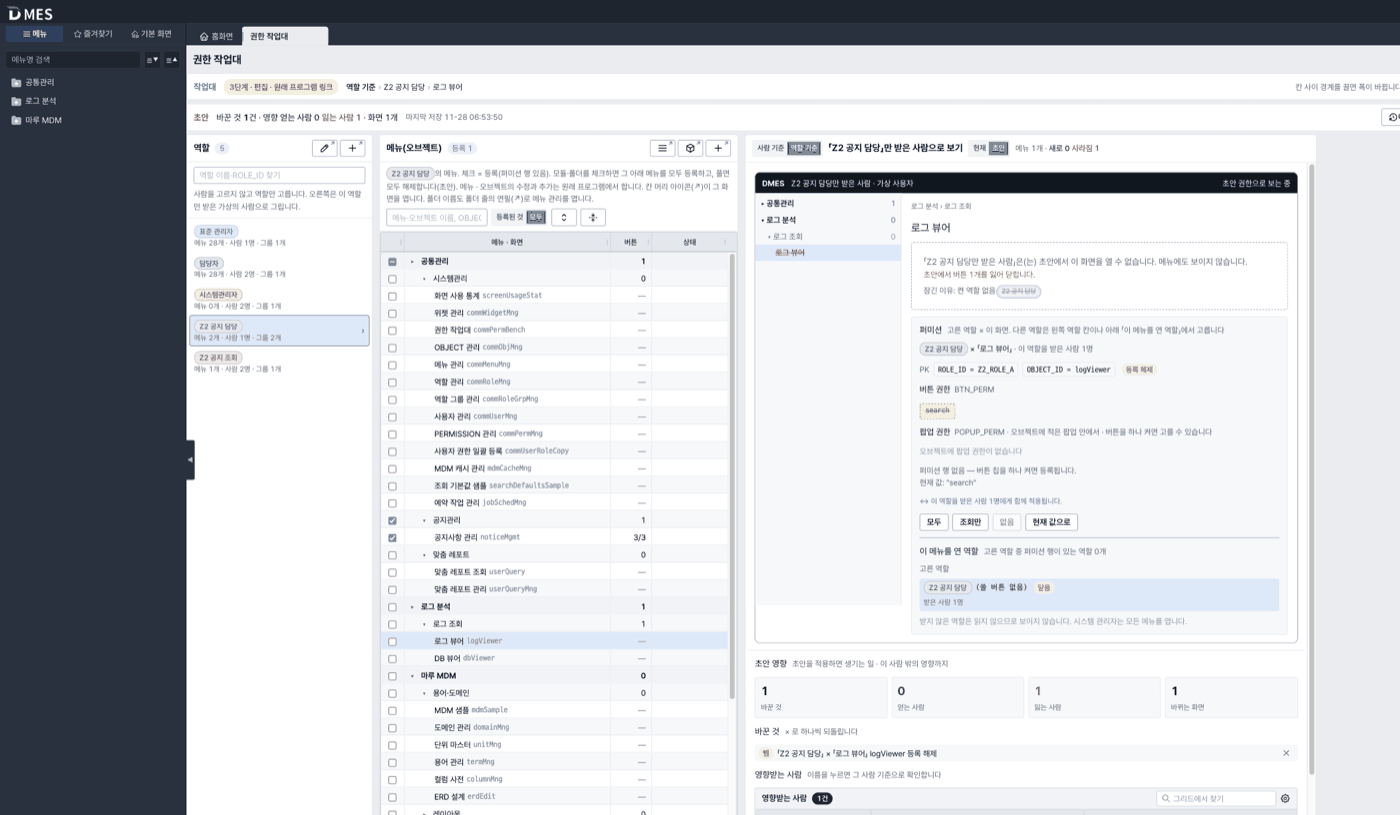 DMES
메뉴
즐겨찾기
기본 화면
홈화면
권한 작업대
메뉴명 검색
공통관리
로그 분석
마루 MDM
권한 작업대
작업대 3단계 · 편집 · 원래 프로그램 링크 역할 기준 › Z2 공지 담당 › 로그 뷰어
칸 사이 경계를 끌면 폭이 바뀝니다
초안 바꾼 것 1건 · 영향 얻는 사람 0 잃는 사람 1 · 화면 1개 마지막 저장 11-28 06:53:50
역할 5
역할 이름·ROLE_ID 찾기
사람을 고르지 않고 역할만 고릅니다. 오른쪽은 이 역할
만 받은 가상의 사람으로 그립니다.
표준 관리자
메뉴 28개 · 사람 1명 · 그룹 1개
담당자
메뉴 28개 · 사람 2명 · 그룹 1개
시스템관리자
메뉴 0개 · 사람 2명 · 그룹 1개
Z2 공지 담당
메뉴 2개 · 사람 1명 · 그룹 2개
Z2 공지 조회
메뉴 1개 · 사람 2명 · 그룹 1개
메뉴(오브젝트) 등록 1
Z2 공지 담당의 메뉴. 체크 = 등록(퍼미션 행 있음). 모듈·폴더를 체크하면 그 아래 메뉴를 모두 등록하고, 풀면
모두 해제합니다(초안). 메뉴 · 오브젝트의 수정과 추가는 원래 프로그램에서 합니다. 칸 머리 아이콘(↗)이 그 화
면을 엽니다. 폴더 이름도 폴더 줄의 연필(↗)로 메뉴 관리를 엽니다.
메뉴·오브젝트 이름, OBJEC
등록된 것 모두
메뉴 · 화면 버튼 상태
공통관리 1
시스템관리 0
화면 사용 통계 screenUsageStat —
위젯 관리 commWidgetMng —
권한 작업대 commPermBench —
OBJECT 관리 commObjMng —
메뉴 관리 commMenuMng —
역할 관리 commRoleMng —
역할 그룹 관리 commRoleGrpMng —
사용자 관리 commUserMng —
PERMISSION 관리 commPermMng —
사용자 권한 일괄 등록 commUserRoleCopy —
MDM 캐시 관리 mdmCacheMng —
조회 기본값 샘플 searchDefaultsSample —
예약 작업 관리 jobSchedMng —
공지관리 1
공지사항 관리 noticeMgmt 3/3
맞춤 레포트 0
맞춤 레포트 조회 userQuery —
맞춤 레포트 관리 userQueryMng —
로그 분석 1
로그 조회 1
로그 뷰어 logViewer —
DB 뷰어 dbViewer —
마루 MDM 0
용어·도메인 0
MDM 샘플 mdmSample —
도메인 관리 domainMng —
단위 마스터 unitMng —
용어 관리 termMng —
컬럼 사전 columnMng —
ERD 설계 erdEdit —
레이아웃 0
사람 기준 역할 기준 「Z2 공지 담당」만 받은 사람으로 보기 현재 초안 메뉴 1개 · 새로 0 사라짐 1
DMES Z2 공지 담당만 받은 사람 · 가상 사용자 초안 권한으로 보는 중
공통관리 1
로그 분석 0
로그 조회 0
로그 뷰어
로그 분석 › 로그 조회
로그 뷰어
「Z2 공지 담당만 받은 사람」은(는) 초안에서 이 화면을 열 수 없습니다. 메뉴에도 보이지 않습니다.
초안에서 버튼 1개를 잃어 닫힙니다.
잠긴 이유: 켠 역할 없음 Z2 공지 담당
퍼미션 고른 역할 × 이 화면. 다른 역할은 왼쪽 역할 칸이나 아래 「이 메뉴를 연 역할」에서 고릅니다
Z2 공지 담당 × 「로그 뷰어」 · 이 역할을 받은 사람 1명
PK ROLE_ID = Z2_ROLE_A OBJECT_ID = logViewer 등록 해제
버튼 권한 BTN_PERM
search
팝업 권한 POPUP_PERM · 오브젝트에 적은 팝업 안에서 · 버튼을 하나 켜면 고를 수 있습니다
오브젝트에 팝업 권한이 없습니다
퍼미션 행 없음 — 버튼 칩을 하나 켜면 등록됩니다.
현재 값: "search"
↔ 이 역할을 받은 사람 1명에게 함께 적용됩니다.
모두 조회만 없음 현재 값으로
이 메뉴를 연 역할 고른 역할 중 퍼미션 행이 있는 역할 0개
고른 역할
Z2 공지 담당 (쓸 버튼 없음) 닫음
받은 사람 1명
받지 않은 역할은 읽지 않으므로 보이지 않습니다. 시스템 관리자는 모든 메뉴를 엽니다.
초안 영향 초안을 적용하면 생기는 일 · 이 사람 밖의 영향까지
1
바꾼 것
0
얻는 사람
1
잃는 사람
1
바뀌는 화면
바꾼 것 × 로 하나씩 되돌립니다
웹 「Z2 공지 담당」 × 「로그 뷰어」 logViewer 등록 해제
영향받는 사람 이름을 누르면 그 사람 기준으로 확인합니다
영향받는 사람 1건
그리드에서 찾기